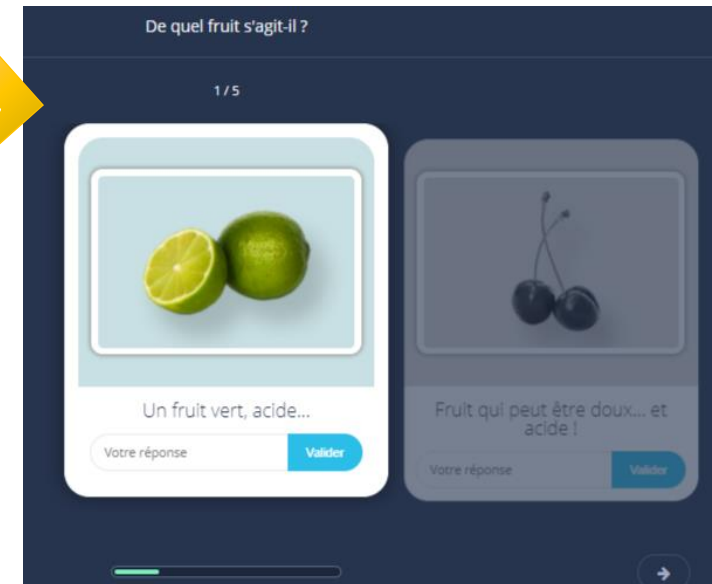 De quel fruit s'agit-il ?
1 / 5
Un fruit vert, acide...
Votre réponse
Valider
Fruit qui peut être doux... et
acide !
Votre réponse
Valider